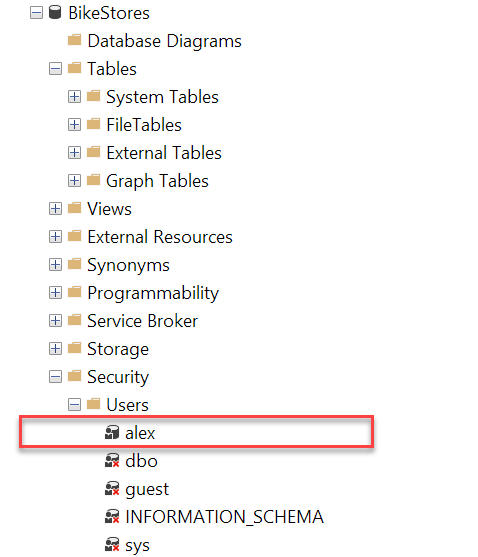 BikeStores
Database Diagrams
Tables
System Tables
FileTables
External Tables
Graph Tables
Views
External Resources
Synonyms
Programmability
Service Broker
Storage
Security
Users
alex
dbo
guest
INFORMATION_SCHEMA
sys